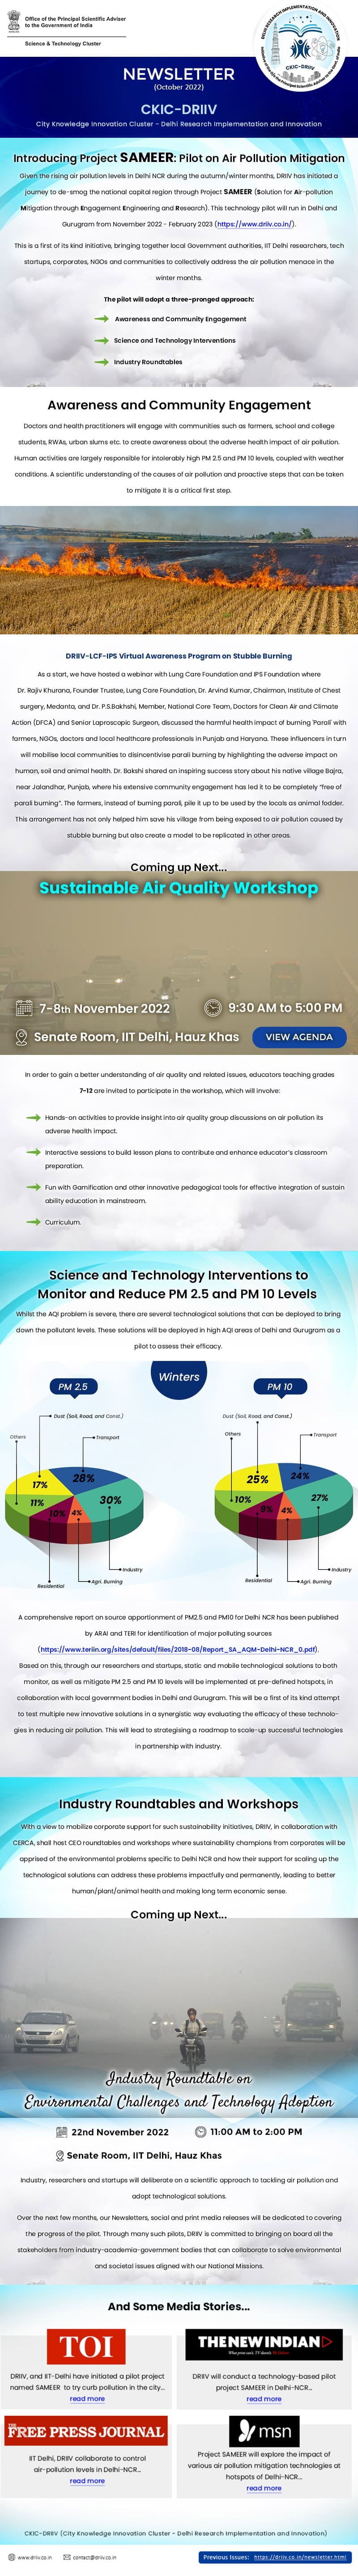 Office of the Principal Scientific Adviser
to the Government of India
Science & Technology Cluster
DELHI RESEARCH IMPLEMENTATION AND INNOVATION
CKIC-DRIIV
NEWSLETTER
(October 2022)
CKIC-DRIIV
City Knowledge Innovation Cluster - Delhi Research Implementation and Innovation
Introducing Project SAMEER: Pilot on Air Pollution Mitigation
Given the rising air pollution levels in Delhi NCR during the autumn/winter months, DRIIV has initiated a
journey to de-smog the national capital region through Project SAMEER (Solution for Air-pollution
Mitigation through Engagement Engineering and Research). This technology pilot will run in Delhi and
Gurugram from November 2022 - February 2023 (https://www.driiv.co.in/).
This is a first of its kind initiative, bringing together local Government authorities, IIT Delhi researchers, tech
startups, corporates, NGOs and communities to collectively address the air pollution menace in the
winter months.
The pilot will adopt a three-pronged approach:
Awareness and Community Engagement
Science and Technology Interventions
Industry Roundtables
Awareness and Community Engagement
Doctors and health practitioners will engage with communities such as farmers, school and college
students, RWAs, urban slums etc. to create awareness about the adverse health impact of air pollution.
Human activities are largely responsible for intolerably high PM 2.5 and PM 10 levels, coupled with weather
conditions. A scientific understanding of the causes of air pollution and proactive steps that can be taken
to mitigate it is a critical first step.
DRIIV-LCF-IPS Virtual Awareness Program on Stubble Burning
As a start, we have hosted a webinar with Lung Care Foundation and IPS Foundation where
Dr. Rajiv Khurana, Founder Trustee, Lung Care Foundation, Dr. Arvind Kumar, Chairman, Institute of Chest
surgery, Medanta, and Dr. P.S.Bakhshi, Member, National Core Team, Doctors for Clean Air and Climate
Action (DFCA) and Senior Laproscopic Surgeon, discussed the harmful health impact of burning 'Parali' with
farmers, NGOs, doctors and local healthcare professionals in Punjab and Haryana. These influencers in turn
will mobilise local communities to disincentivise parali burning by highlighting the adverse impact on
human, soil and animal health. Dr. Bakshi shared an inspiring success story about his native village Bajra,
near Jalandhar, Punjab, where his extensive community engagement has led it to be completely "free of
parali burning". The farmers, instead of burning parali, pile it up to be used by the locals as animal fodder.
This arrangement has not only helped him save his village from being exposed to air pollution caused by
stubble burning but also create a model to be replicated in other areas.
Coming up Next...
Sustainable Air Quality Workshop
7-8th November 2022
9:30 AM to 5:00 PM
Senate Room, IIT Delhi, Hauz Khas
VIEW AGENDA
In order to gain a better understanding of air quality and related issues, educators teaching grades
7-12 are invited to participate in the workshop, which will involve:
Hands-on activities to provide insight into air quality group discussions on air pollution its
adverse health impact.
Interactive sessions to build lesson plans to contribute and enhance educator's classroom
preparation.
Fun with Gamification and other innovative pedagogical tools for effective integration of sustain
ability education in mainstream.
Curriculum.
Science and Technology Interventions to
Monitor and Reduce PM 2.5 and PM 10 Levels
Whilst the AQI problem is severe, there are several technological solutions that can be deployed to bring
down the pollutant levels. These solutions will be deployed in high AQI areas of Delhi and Gurugram as a
pilot to assess their efficacy.
Winters
PM 2.5
Dust (Soil, Road, and Const.)
Others
Transport
17%
28%
11%
30%
10%
4%
Industry
Agri. Burning
Residential
PM 10
Dust (Soil, Road, and Const.)
Others
Transport
25%
24%
10%
27%
9%
4%
Industry
Residential
Agri. Burning
A comprehensive report on source apportionment of PM2.5 and PM10 for Delhi NCR has been published
by ARAI and TERI for identification of major polluting sources
(https://www.teriin.org/sites/default/files/2018-08/Report_SA_AQM-Delhi-NCR_0.pdf).
Based on this, through our researchers and startups, static and mobile technological solutions to both
monitor, as well as mitigate PM 2.5 and PM 10 levels will be implemented at pre-defined hotspots, in
collaboration with local government bodies in Delhi and Gurugram. This will be a first of its kind attempt
to test multiple new innovative solutions in a synergistic way evaluating the efficacy of these technolo-
gies in reducing air pollution. This will lead to strategising a roadmap to scale-up successful technologies
in partnership with industry.
Industry Roundtables and Workshops
With a view to mobilize corporate support for such sustainability initiatives, DRIIV, in collaboration with
CERCA, shall host CEO roundtables and workshops where sustainability champions from corporates will be
apprised of the environmental problems specific to Delhi NCR and how their support for scaling up the
technological solutions can address these problems impactfully and permanently, leading to better
human/plant/animal health and making long term economic sense.
Coming up Next...
Industry Roundtable on
Environmental Challenges and Technology Adoption
22nd November 2022
11:00 AM to 2:00 PM
Senate Room, IIT Delhi, Hauz Khas
Industry, researchers and startups will deliberate on a scientific approach to tackling air pollution and
adopt technological solutions.
Over the next few months, our Newsletters, social and print media releases will be dedicated to covering
the progress of the pilot. Through many such pilots, DRIIV is committed to bringing on board all the
stakeholders from industry-academia-government bodies that can collaborate to solve environmental
and societal issues aligned with our National Missions.
And Some Media Stories...
TOI
DRIIV, and IIT-Delhi have initiated a pilot project
named SAMEER to try curb pollution in the city...
read more
THE NEW INDIAN
DRIIV will conduct a technology-based pilot
project SAMEER in Delhi-NCR...
read more
THE FREE PRESS JOURNAL
IIT Delhi, DRIIV collaborate to control
air-pollution levels in Delhi-NCR...
read more
msn
Project SAMEER will explore the impact of
various air pollution mitigation technologies at
hotspots of Delhi-NCR...
read more
CKIC-DRIIV (City Knowledge Innovation Cluster - Delhi Research Implementation and Innovation)
www.driiv.co.in
contact@driiv.co.in
Previous Issues: https://driiv.co.in/newsletter.html